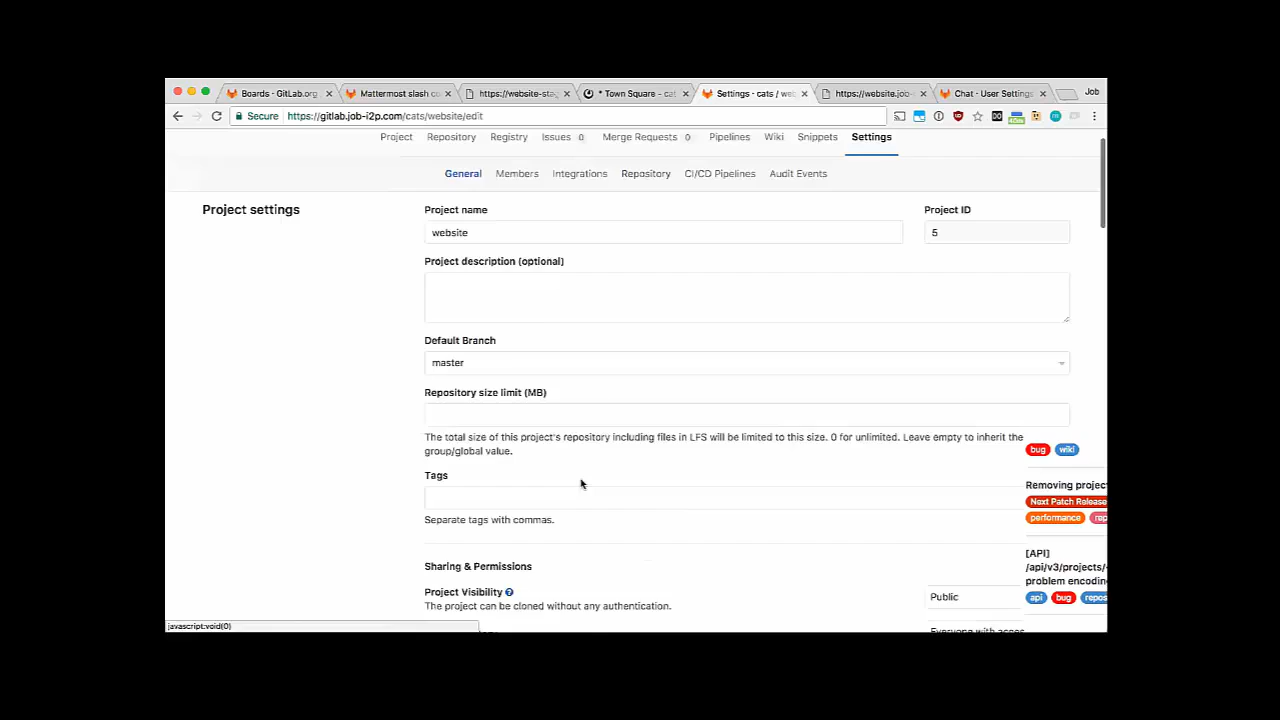 Boards · GitLab.org
Mattermost slash co
https://website-sta
* Town Square - cat
Settings · cats / web
https://website.job-
Chat · User Settings
Job
Secure
https://gitlab.job-i2p.com/cats/website/edit
Project
Repository
Registry
Issues 0
Merge Requests 0
Pipelines
Wiki
Snippets
Settings
General
Members
Integrations
Repository
CI/CD Pipelines
Audit Events
Project settings
Project name
Project ID
website
5
Project description (optional)
Default Branch
master
Repository size limit (MB)
The total size of this project's repository including files in LFS will be limited to this size. 0 for unlimited. Leave empty to inherit the
group/global value.
bug wiki
Tags
Removing project
Next Patch Release
Separate tags with commas.
performance rep
[API]
Sharing & Permissions
/api/v3/projects/
problem encoding
Project Visibility
Public
api bug repos
The project can be cloned without any authentication.
javascript:void(0)
Everyone with acces